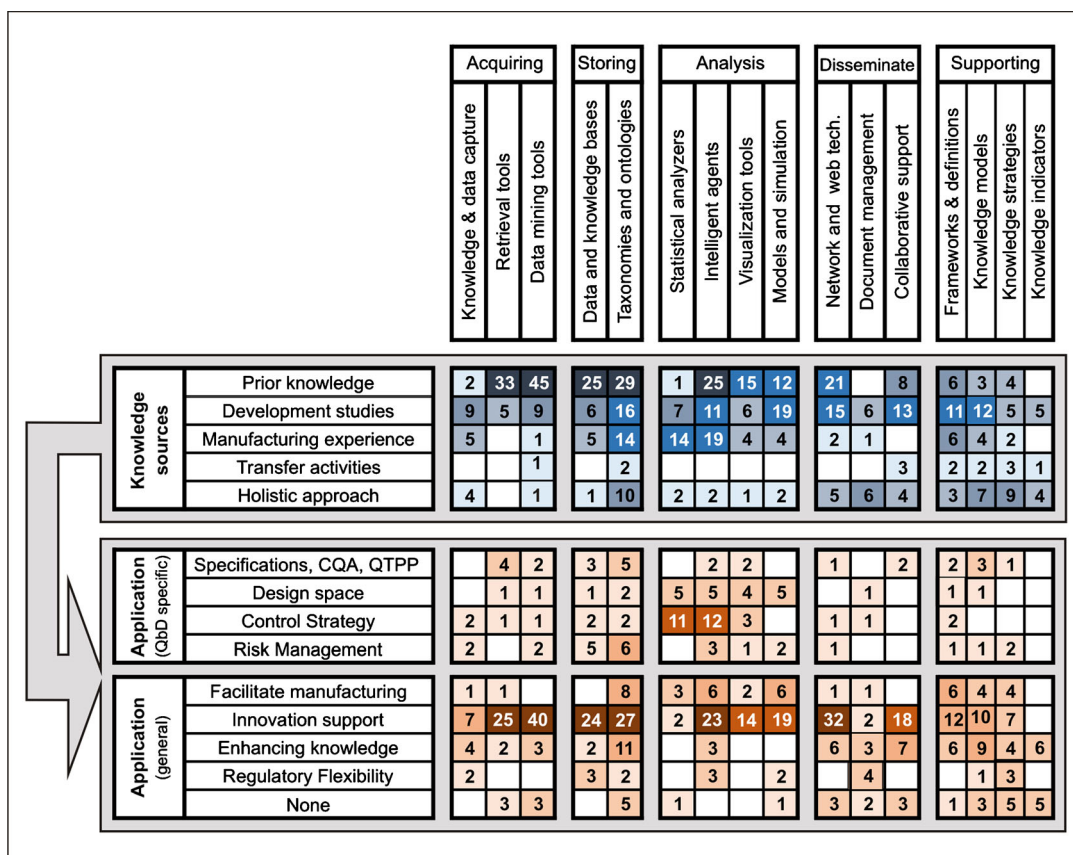 Acquiring Storing Analysis Disseminate Supporting
Knowledge & data capture
Retrieval tools
Data mining tools
Data and knowledge bases
Taxonomies and ontologies
Statistical analyzers
Intelligent agents
Visualization tools
Models and simulation
Network and web tech.
Document management
Collaborative support
Frameworks & definitions
Knowledge models
Knowledge strategies
Knowledge indicators
Knowledge
sources
Prior knowledge 2 33 45 25 29 1 25 15 12 21 8 6 3 4
Development studies 9 5 9 6 16 7 11 6 19 15 6 13 11 12 5 5
Manufacturing experience 5 1 5 14 14 19 4 4 2 1 6 4 2
Transfer activities 1 2 3 2 2 3 1
Holistic approach 4 1 1 10 2 2 1 2 5 6 4 3 7 9 4
Application
(QbD specific)
Specifications, CQA, QTPP 4 2 3 5 2 2 1 2 2 3 1
Design space 1 1 1 2 5 5 4 5 1 1 1
Control Strategy 2 1 1 2 2 11 12 3 1 1 2
Risk Management 2 2 5 6 3 1 2 1 1 1 2
Application
(general)
Facilitate manufacturing 1 1 8 3 6 2 6 1 1 6 4 4
Innovation support 7 25 40 24 27 2 23 14 19 32 2 18 12 10 7
Enhancing knowledge 4 2 3 2 11 3 6 3 7 6 9 4 6
Regulatory Flexibility 2 3 2 3 2 4 1 3
None 3 3 5 1 1 3 2 3 1 3 5 5